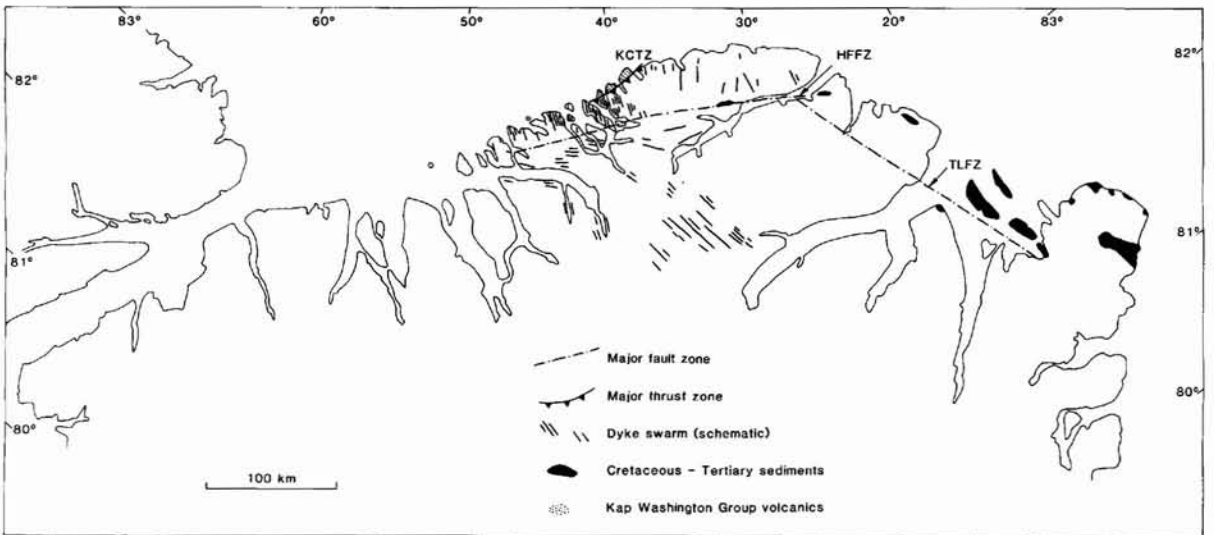 83° 60° 50° 40° 30° 20° 83°
82° KCTZ HFFZ 82°
TLFZ
81° 81°
80° 80°
Major fault zone
Major thrust zone
Dyke swarm (schematic)
100 km
Cretaceous – Tertiary sediments
Kap Washington Group volcanics